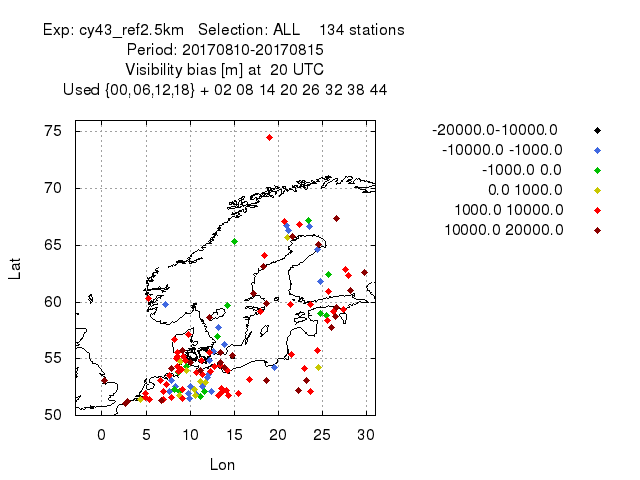 Exp: cy43_ref2.5km   Selection: ALL    134 stations
Period: 20170810-20170815
Visibility bias [m] at  20 UTC
Used {00,06,12,18} + 02 08 14 20 26 32 38 44
-20000.0-10000.0
-10000.0 -1000.0
-1000.0 0.0
0.0 1000.0
1000.0 10000.0
10000.0 20000.0
75
70
65
60
55
50
Lat
0 5 10 15 20 25 30
Lon